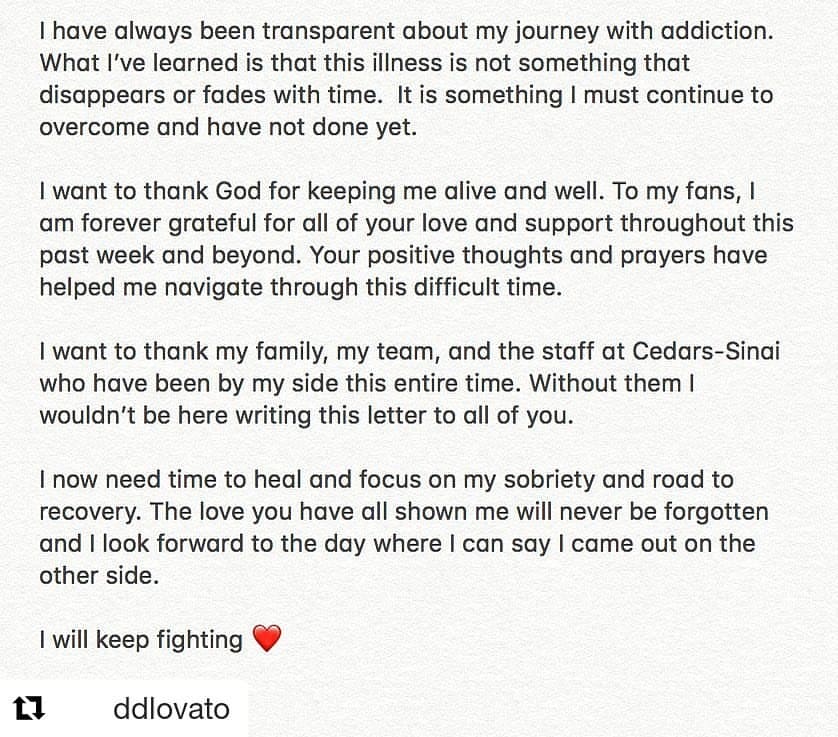 I have always been transparent about my journey with addiction.
What I've learned is that this illness is not something that
disappears or fades with time.  It is something I must continue to
overcome and have not done yet.
I want to thank God for keeping me alive and well. To my fans, I
am forever grateful for all of your love and support throughout this
past week and beyond. Your positive thoughts and prayers have
helped me navigate through this difficult time.
I want to thank my family, my team, and the staff at Cedars-Sinai
who have been by my side this entire time. Without them I
wouldn't be here writing this letter to all of you.
I now need time to heal and focus on my sobriety and road to
recovery. The love you have all shown me will never be forgotten
and I look forward to the day where I can say I came out on the
other side.
I will keep fighting ❤️
ddlovato